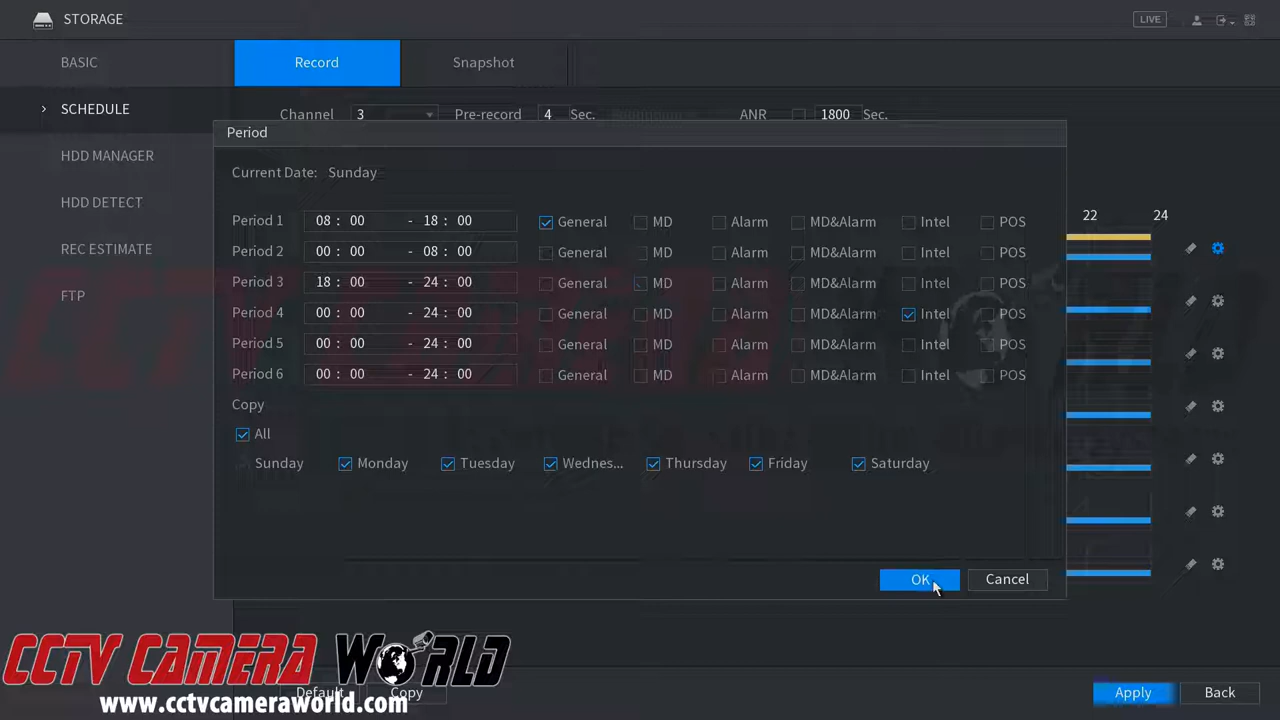 STORAGE
LIVE
BASIC
Record
Snapshot
SCHEDULE
Channel 3 Pre-record 4 Sec. ANR 1800 Sec.
Period
HDD MANAGER
Current Date: Sunday
HDD DETECT
22 24
Period 1 08: 00 - 18: 00 General MD Alarm MD&Alarm Intel POS
REC ESTIMATE
Period 2 00: 00 - 08: 00 General MD Alarm MD&Alarm Intel POS
Period 3 18: 00 - 24: 00 General MD Alarm MD&Alarm Intel POS
FTP
Period 4 00: 00 - 24: 00 General MD Alarm MD&Alarm Intel POS
Period 5 00: 00 - 24: 00 General MD Alarm MD&Alarm Intel POS
Period 6 00: 00 - 24: 00 General MD Alarm MD&Alarm Intel POS
Copy
All
Sunday Monday Tuesday Wednes... Thursday Friday Saturday
OK Cancel
CCTV CAMERA WORLD
Default Copy Apply Back
www.cctvcameraworld.com